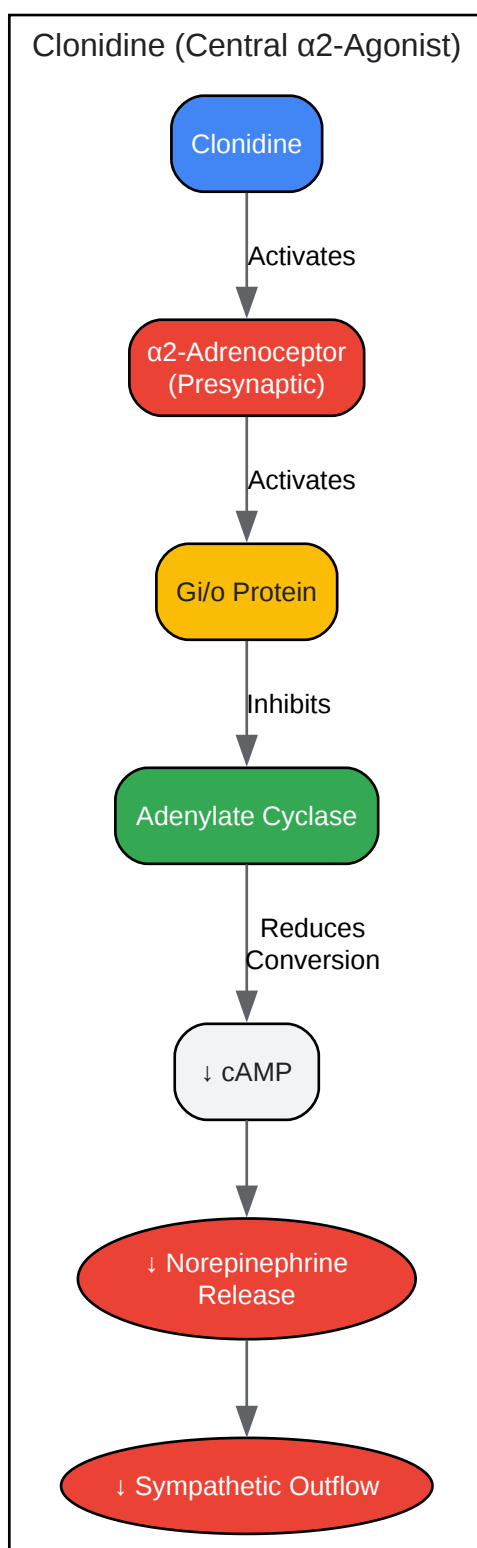 Clonidine (Central α2-Agonist)
Clonidine
Activates
α2-Adrenoceptor
(Presynaptic)
Activates
Gi/o Protein
Inhibits
Adenylate Cyclase
Reduces
Conversion
↓ cAMP
↓ Norepinephrine
Release
↓ Sympathetic Outflow